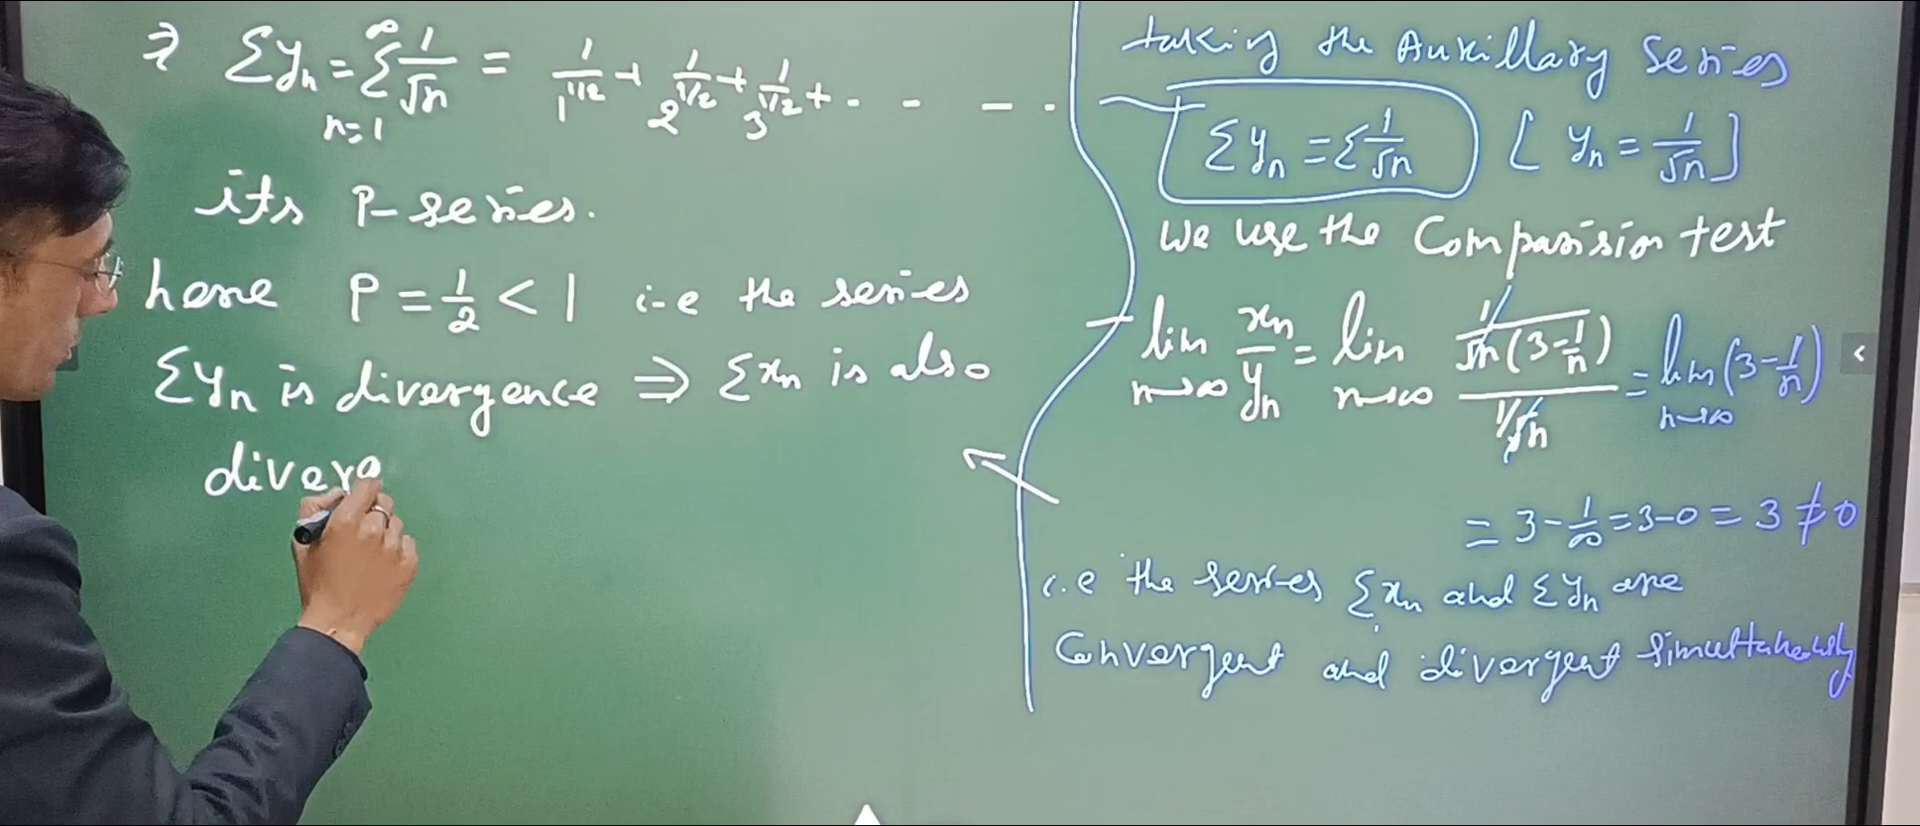 ⇒ Σyₙ = Σ_{n=1}^{∞} 1/√n = 1/1^{1/2} + 1/2^{1/2} + 1/3^{1/2} + - - - -
its P-series.
here P = 1/2 < 1 i-e the series
Σyₙ is divergence ⇒ Σxₙ is also
diverg
taking the Auxillary series
Σyₙ = Σ 1/√n [ yₙ = 1/√n ]
we use the Comparision test
lim_{n→∞} xₙ/yₙ = lim_{n→∞} (1/√n (3-1/n))/(1/√n) = lim_{n→∞} (3-1/n)
= 3-1/∞ = 3-0 = 3 ≠ 0
i.e the series Σxₙ and Σyₙ are
Convergent and divergent simultaneously
<